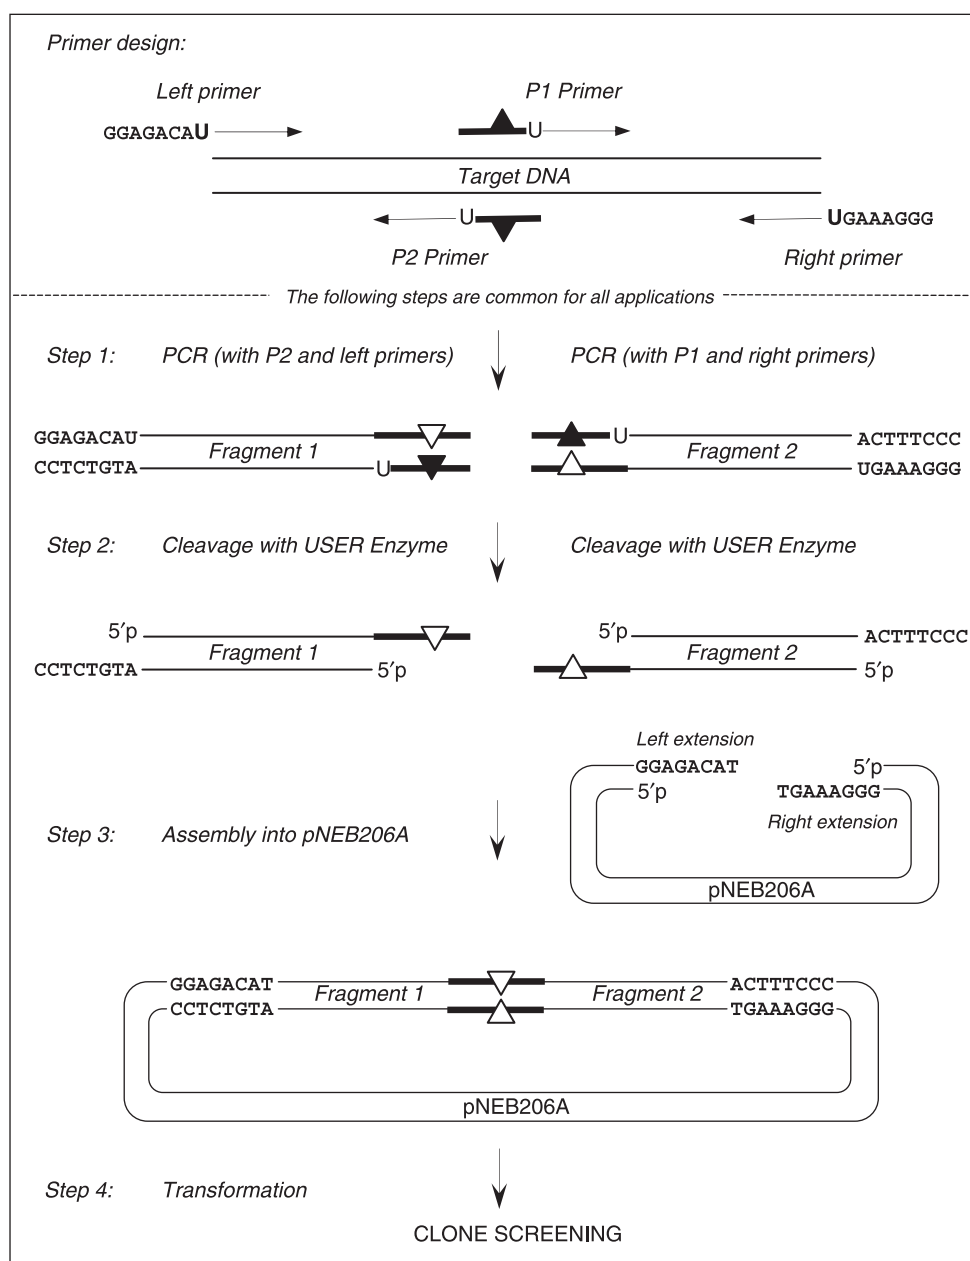 Primer design:
Left primer
P1 Primer
GGAGACAU
U
Target DNA
U
UGAAAGGG
P2 Primer
Right primer
The following steps are common for all applications
Step 1: PCR (with P2 and left primers) PCR (with P1 and right primers)
GGAGACAU U ACTTTCCC
Fragment 1 Fragment 2
CCTCTGTA U UGAAAGGG
Step 2: Cleavage with USER Enzyme Cleavage with USER Enzyme
5′p 5′p ACTTTCCC
Fragment 1 Fragment 2
CCTCTGTA 5′p 5′p
Left extension
GGAGACAT 5′p
5′p TGAAAGGG
Right extension
Step 3: Assembly into pNEB206A
pNEB206A
GGAGACAT ACTTTCCC
Fragment 1 Fragment 2
CCTCTGTA TGAAAGGG
pNEB206A
Step 4: Transformation
CLONE SCREENING